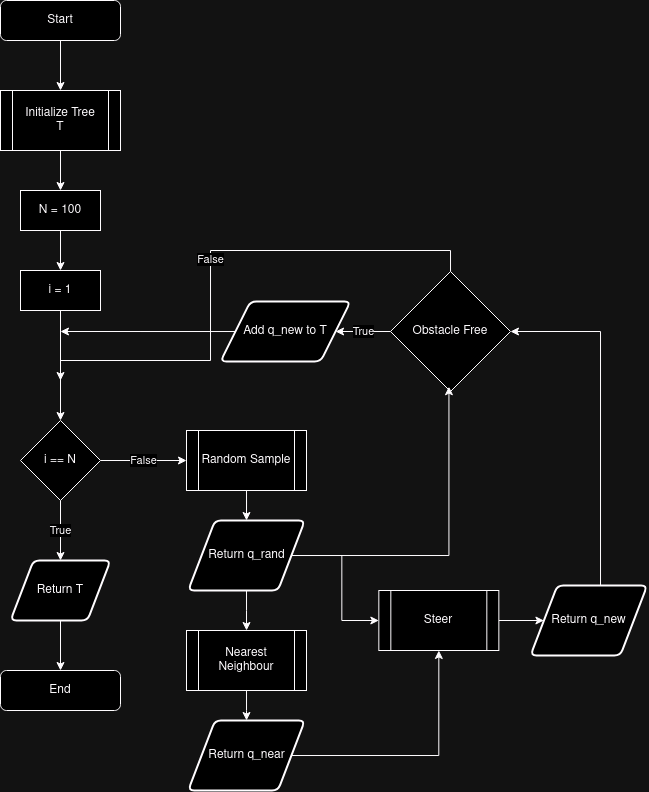 Start
Initialize Tree
T
N = 100
i = 1
False
Add q_new to T
True
Obstacle Free
i == N
False
Random Sample
True
Return q_rand
Return T
Steer
Return q_new
Nearest
Neighbour
End
Return q_near